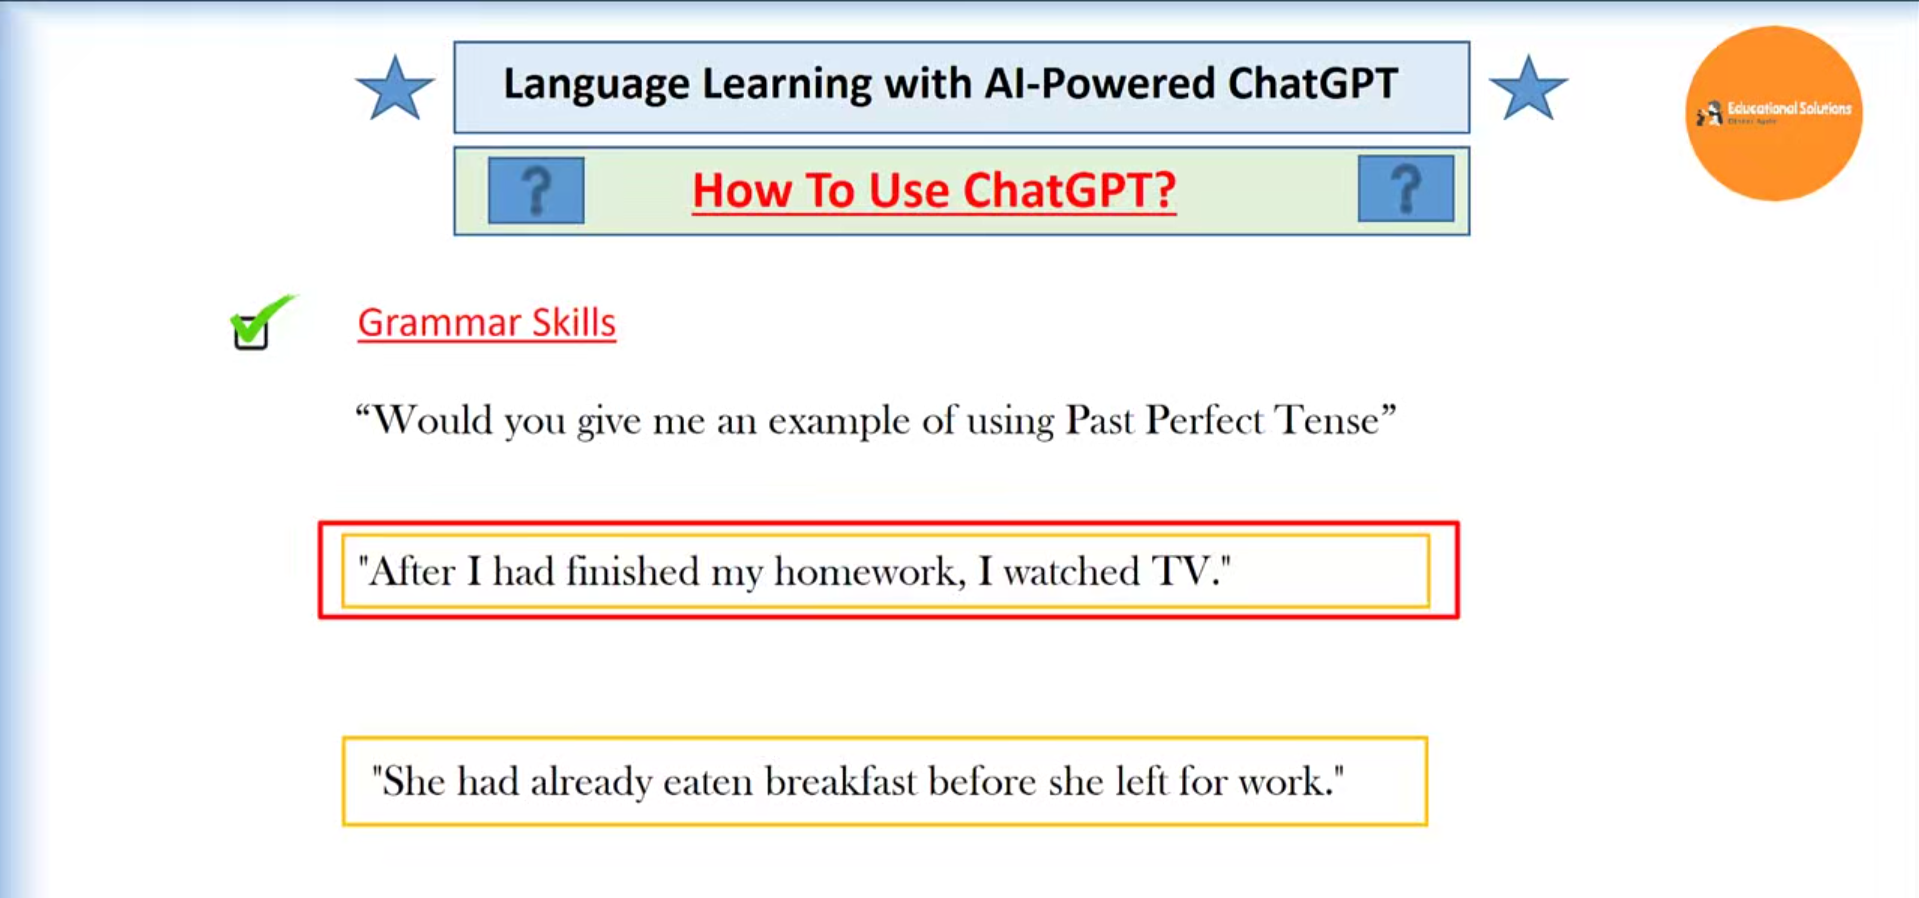 Language Learning with AI-Powered ChatGPT
? How To Use ChatGPT? ?
Educational Solutions
Grammar Skills
“Would you give me an example of using Past Perfect Tense”
"After I had finished my homework, I watched TV."
"She had already eaten breakfast before she left for work."